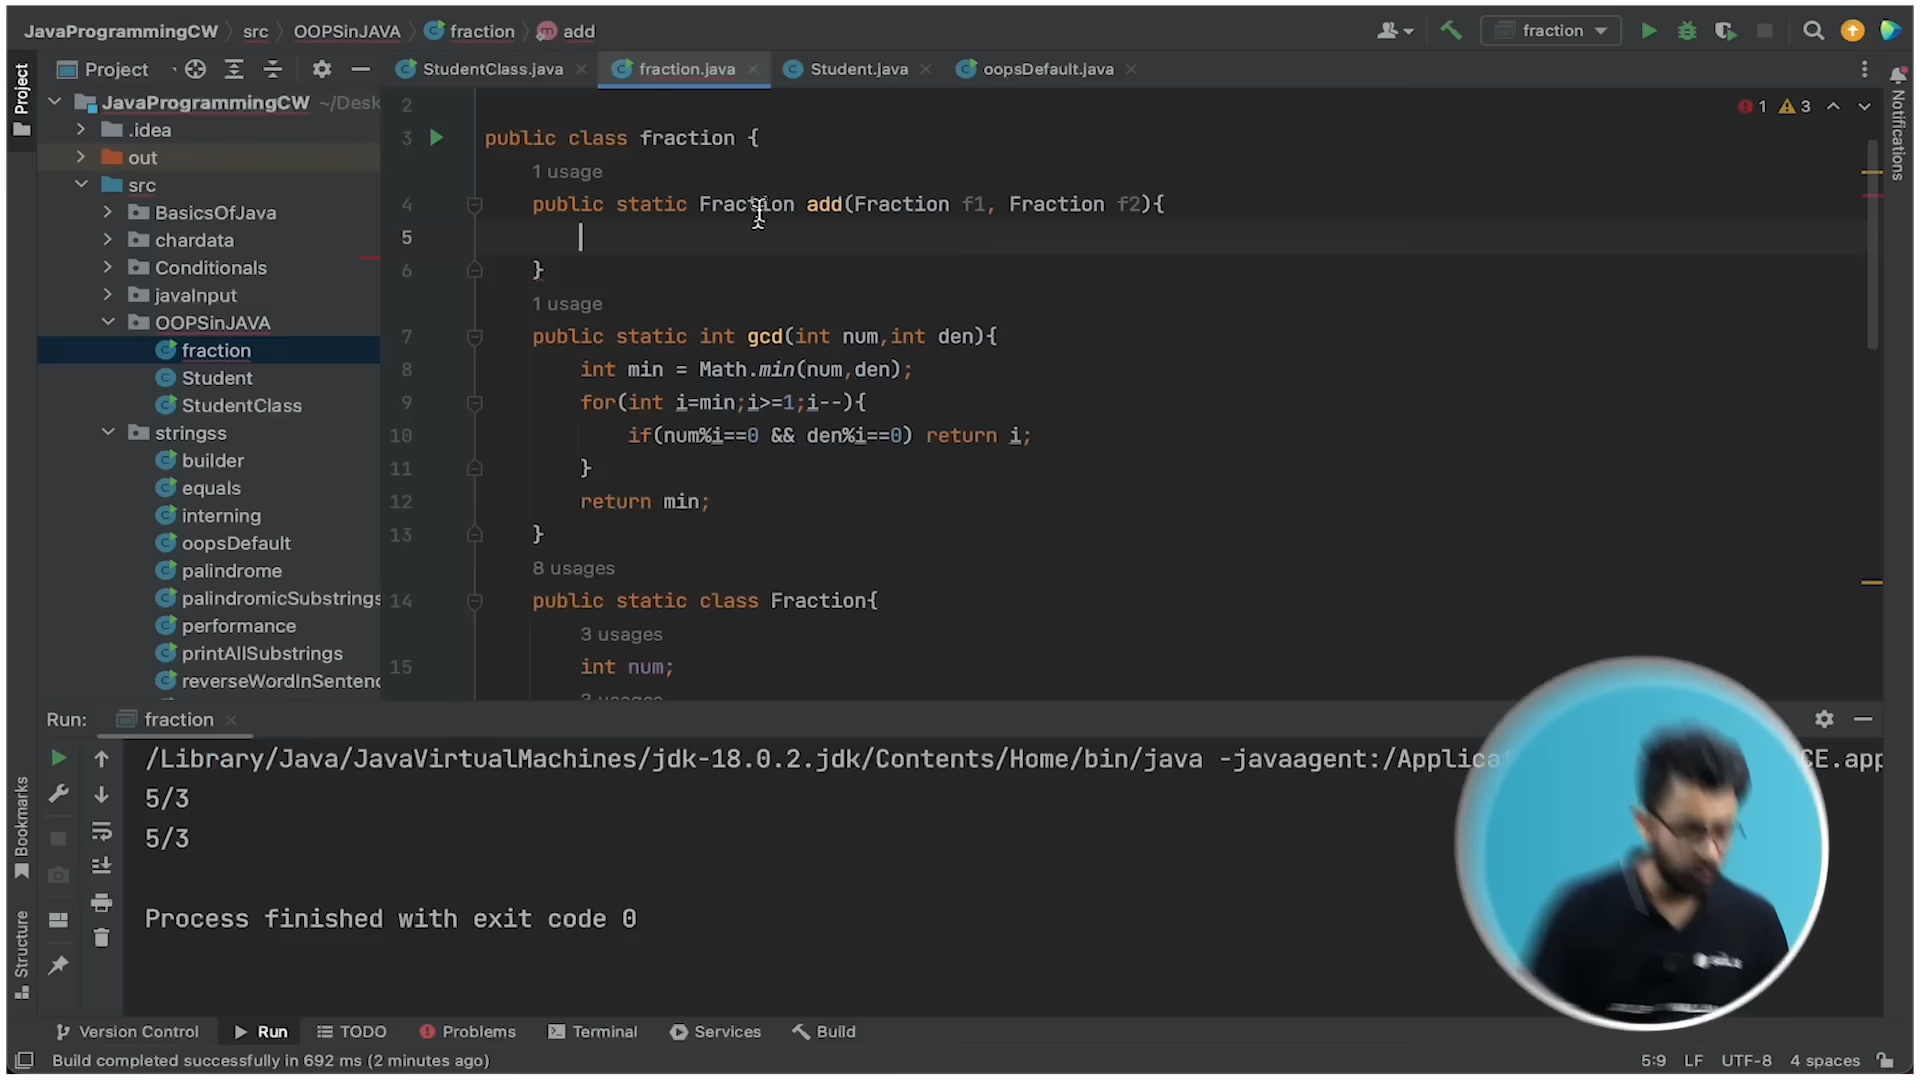 JavaProgrammingCW src OOPSinJAVA fraction add
fraction
Project
StudentClass.java fraction.java Student.java oopsDefault.java
Project
Notifications
JavaProgrammingCW ~/Desk
.idea
out
src
BasicsOfJava
chardata
Conditionals
javaInput
OOPSinJAVA
fraction
Student
StudentClass
stringss
builder
equals
interning
oopsDefault
palindrome
palindromicSubstrings
performance
printAllSubstrings
reverseWordInSentenc
1 3
2
3 public class fraction {
1 usage
4 public static Fraction add(Fraction f1, Fraction f2){
5
6 }
1 usage
7 public static int gcd(int num,int den){
8 int min = Math.min(num,den);
9 for(int i=min;i>=1;i--){
10 if(num%i==0 && den%i==0) return i;
11 }
12 return min;
13 }
8 usages
14 public static class Fraction{
3 usages
15 int num;
3 usages
Run: fraction
/Library/Java/JavaVirtualMachines/jdk-18.0.2.jdk/Contents/Home/bin/java -javaagent:/Applica CE.app
5/3
5/3
Process finished with exit code 0
Bookmarks
Structure
Version Control Run TODO Problems Terminal Services Build
Build completed successfully in 692 ms (2 minutes ago)
5:9 LF UTF-8 4 spaces